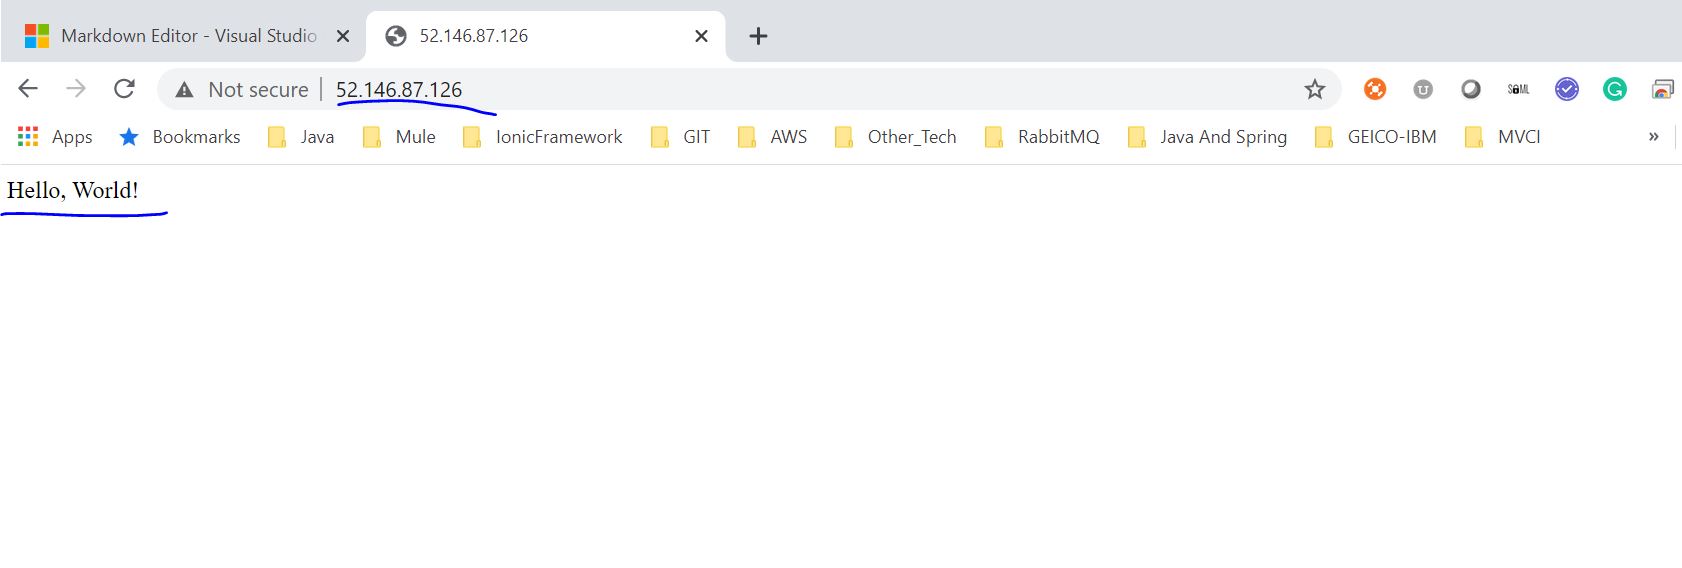 Markdown Editor - Visual Studio
52.146.87.126
Not secure | 52.146.87.126
Apps Bookmarks Java Mule IonicFramework GIT AWS Other_Tech RabbitMQ Java And Spring GEICO-IBM MVCI »
Hello, World!